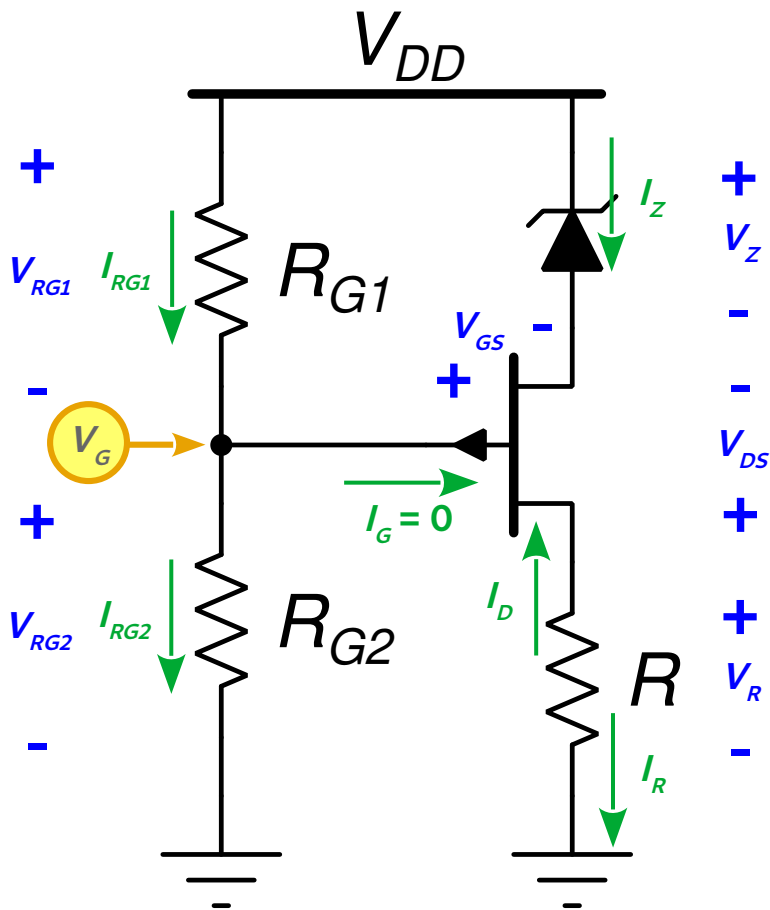 V_DD
+
+
V_RG1
I_RG1
R_G1
I_Z
V_Z
-
V_GS
-
+
-
-
V_G
V_DS
+
+
I_G = 0
I_D
+
V_RG2
I_RG2
R_G2
R
V_R
-
-
I_R